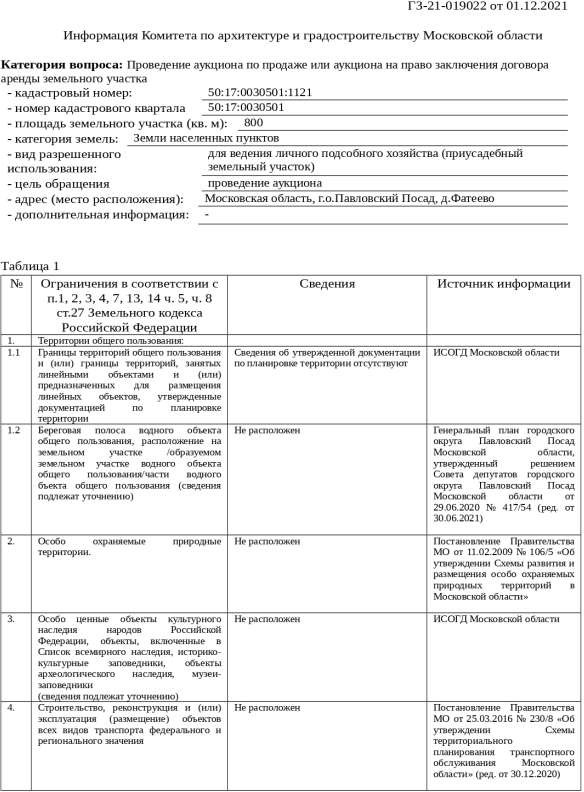 ГЗ-21-019022 от 01.12.2021
Информация Комитета по архитектуре и градостроительству Московской области
Категория вопроса: Проведение аукциона по продаже или аукциона на право заключения договора
аренды земельного участка
- кадастровый номер: 50:17:0030501:1121
- номер кадастрового квартала 50:17:0030501
- площадь земельного участка (кв. м): 800
- категория земель: Земли населенных пунктов
- вид разрешенного
использования:
для ведения личного подсобного хозяйства (приусадебный
земельный участок)
- цель обращения проведение аукциона
- адрес (место расположения): Московская область, г.о.Павловский Посад, д.Фатеево
- дополнительная информация: -
Таблица 1
№
Ограничения в соответствии с
п.1, 2, 3, 4, 7, 13, 14 ч. 5, ч. 8
ст.27 Земельного кодекса
Российской Федерации
Сведения
Источник информации
1. Территории общего пользования:
1.1
Границы территорий общего пользования
и (или) границы территорий, занятых
линейными объектами и (или)
предназначенных для размещения
линейных объектов, утвержденные
документацией по планировке
территории
Сведения об утвержденной документации
по планировке территории отсутствуют
ИСОГД Московской области
1.2
Береговая полоса водного объекта
общего пользования, расположение на
земельном участке /образуемом
земельном участке водного объекта
общего пользования/части водного
бъекта общего пользования (сведения
подлежат уточнению)
Не расположен
Генеральный план городского
округа Павловский Посад
Московской области,
утвержденный решением
Совета депутатов городского
округа Павловский Посад
Московской области от
29.06.2020 № 417/54 (ред. от
30.06.2021)
2.
Особо охраняемые природные
территории.
Не расположен
Постановление Правительства
МО от 11.02.2009 № 106/5 «Об
утверждении Схемы развития и
размещения особо охраняемых
природных территорий в
Московской области»
3.
Особо ценные объекты культурного
наследия народов Российской
Федерации, объекты, включенные в
Список всемирного наследия, историко-
культурные заповедники, объекты
археологического наследия, музеи-
заповедники
(сведения подлежат уточнению)
Не расположен
ИСОГД Московской области
4.
Строительство, реконструкция и (или)
эксплуатация (размещение) объектов
всех видов транспорта федерального и
регионального значения
Не расположен
Постановление Правительства
МО от 25.03.2016 № 230/8 «Об
утверждении Схемы
территориального
планирования транспортного
обслуживания Московской
области» (ред. от 30.12.2020)